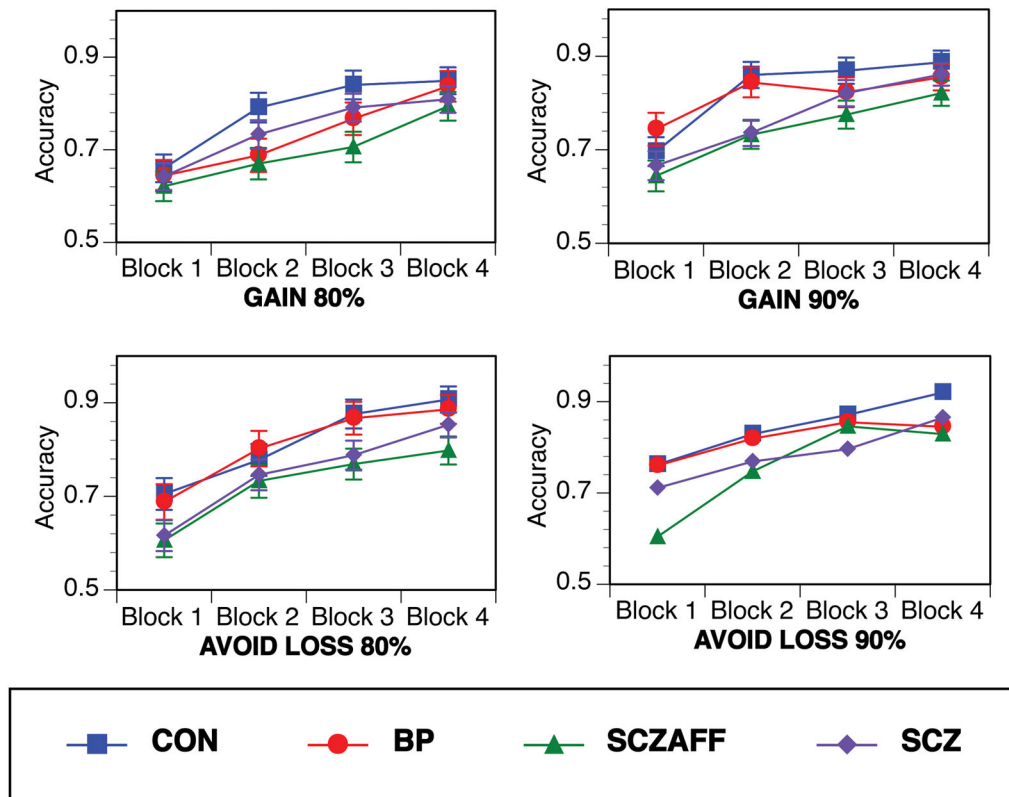 Accuracy
0.9
0.7
0.5
Block 1 Block 2 Block 3 Block 4
GAIN 80%
Accuracy
0.9
0.7
0.5
Block 1 Block 2 Block 3 Block 4
GAIN 90%
Accuracy
0.9
0.7
0.5
Block 1 Block 2 Block 3 Block 4
AVOID LOSS 80%
Accuracy
0.9
0.7
0.5
Block 1 Block 2 Block 3 Block 4
AVOID LOSS 90%
CON BP SCZAFF SCZ